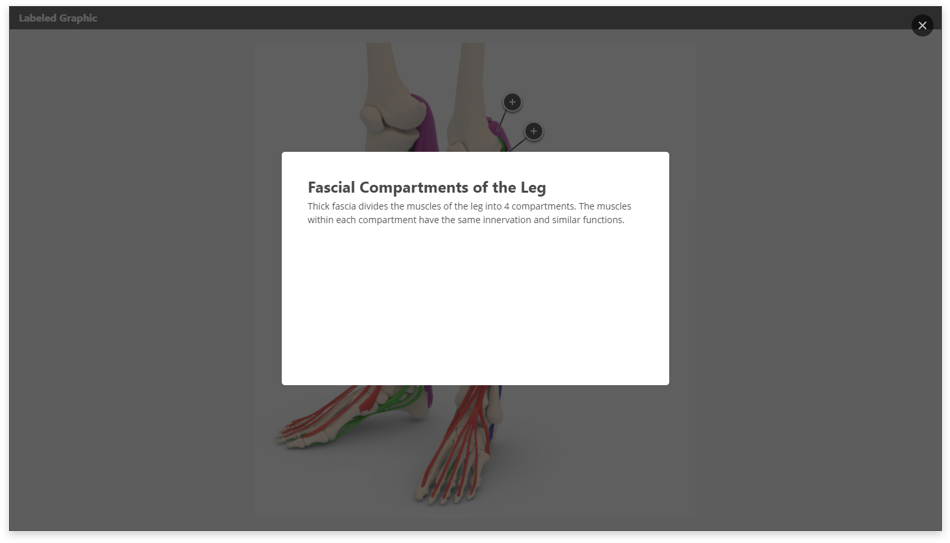 Labeled Graphic
Fascial Compartments of the Leg
Thick fascia divides the muscles of the leg into 4 compartments. The muscles
within each compartment have the same innervation and similar functions.